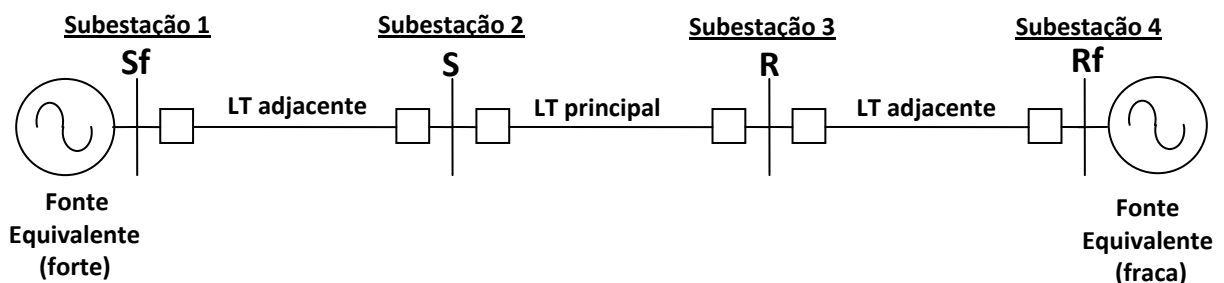 Subestação 1
Subestação 2
Subestação 3
Subestação 4
Sf
S
R
Rf
LT adjacente
LT principal
LT adjacente
Fonte
Equivalente
(forte)
Fonte
Equivalente
(fraca)